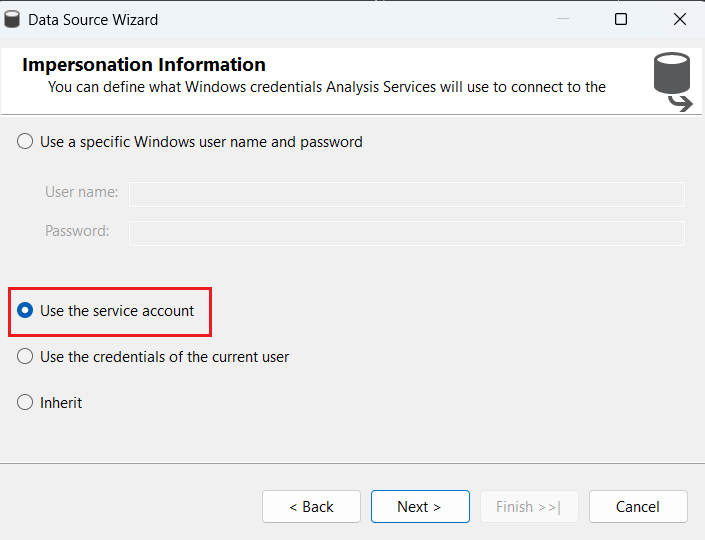 Data Source Wizard
Impersonation Information
You can define what Windows credentials Analysis Services will use to connect to the
Use a specific Windows user name and password
User name:
Password:
Use the service account
Use the credentials of the current user
Inherit
< Back
Next >
Finish >>|
Cancel